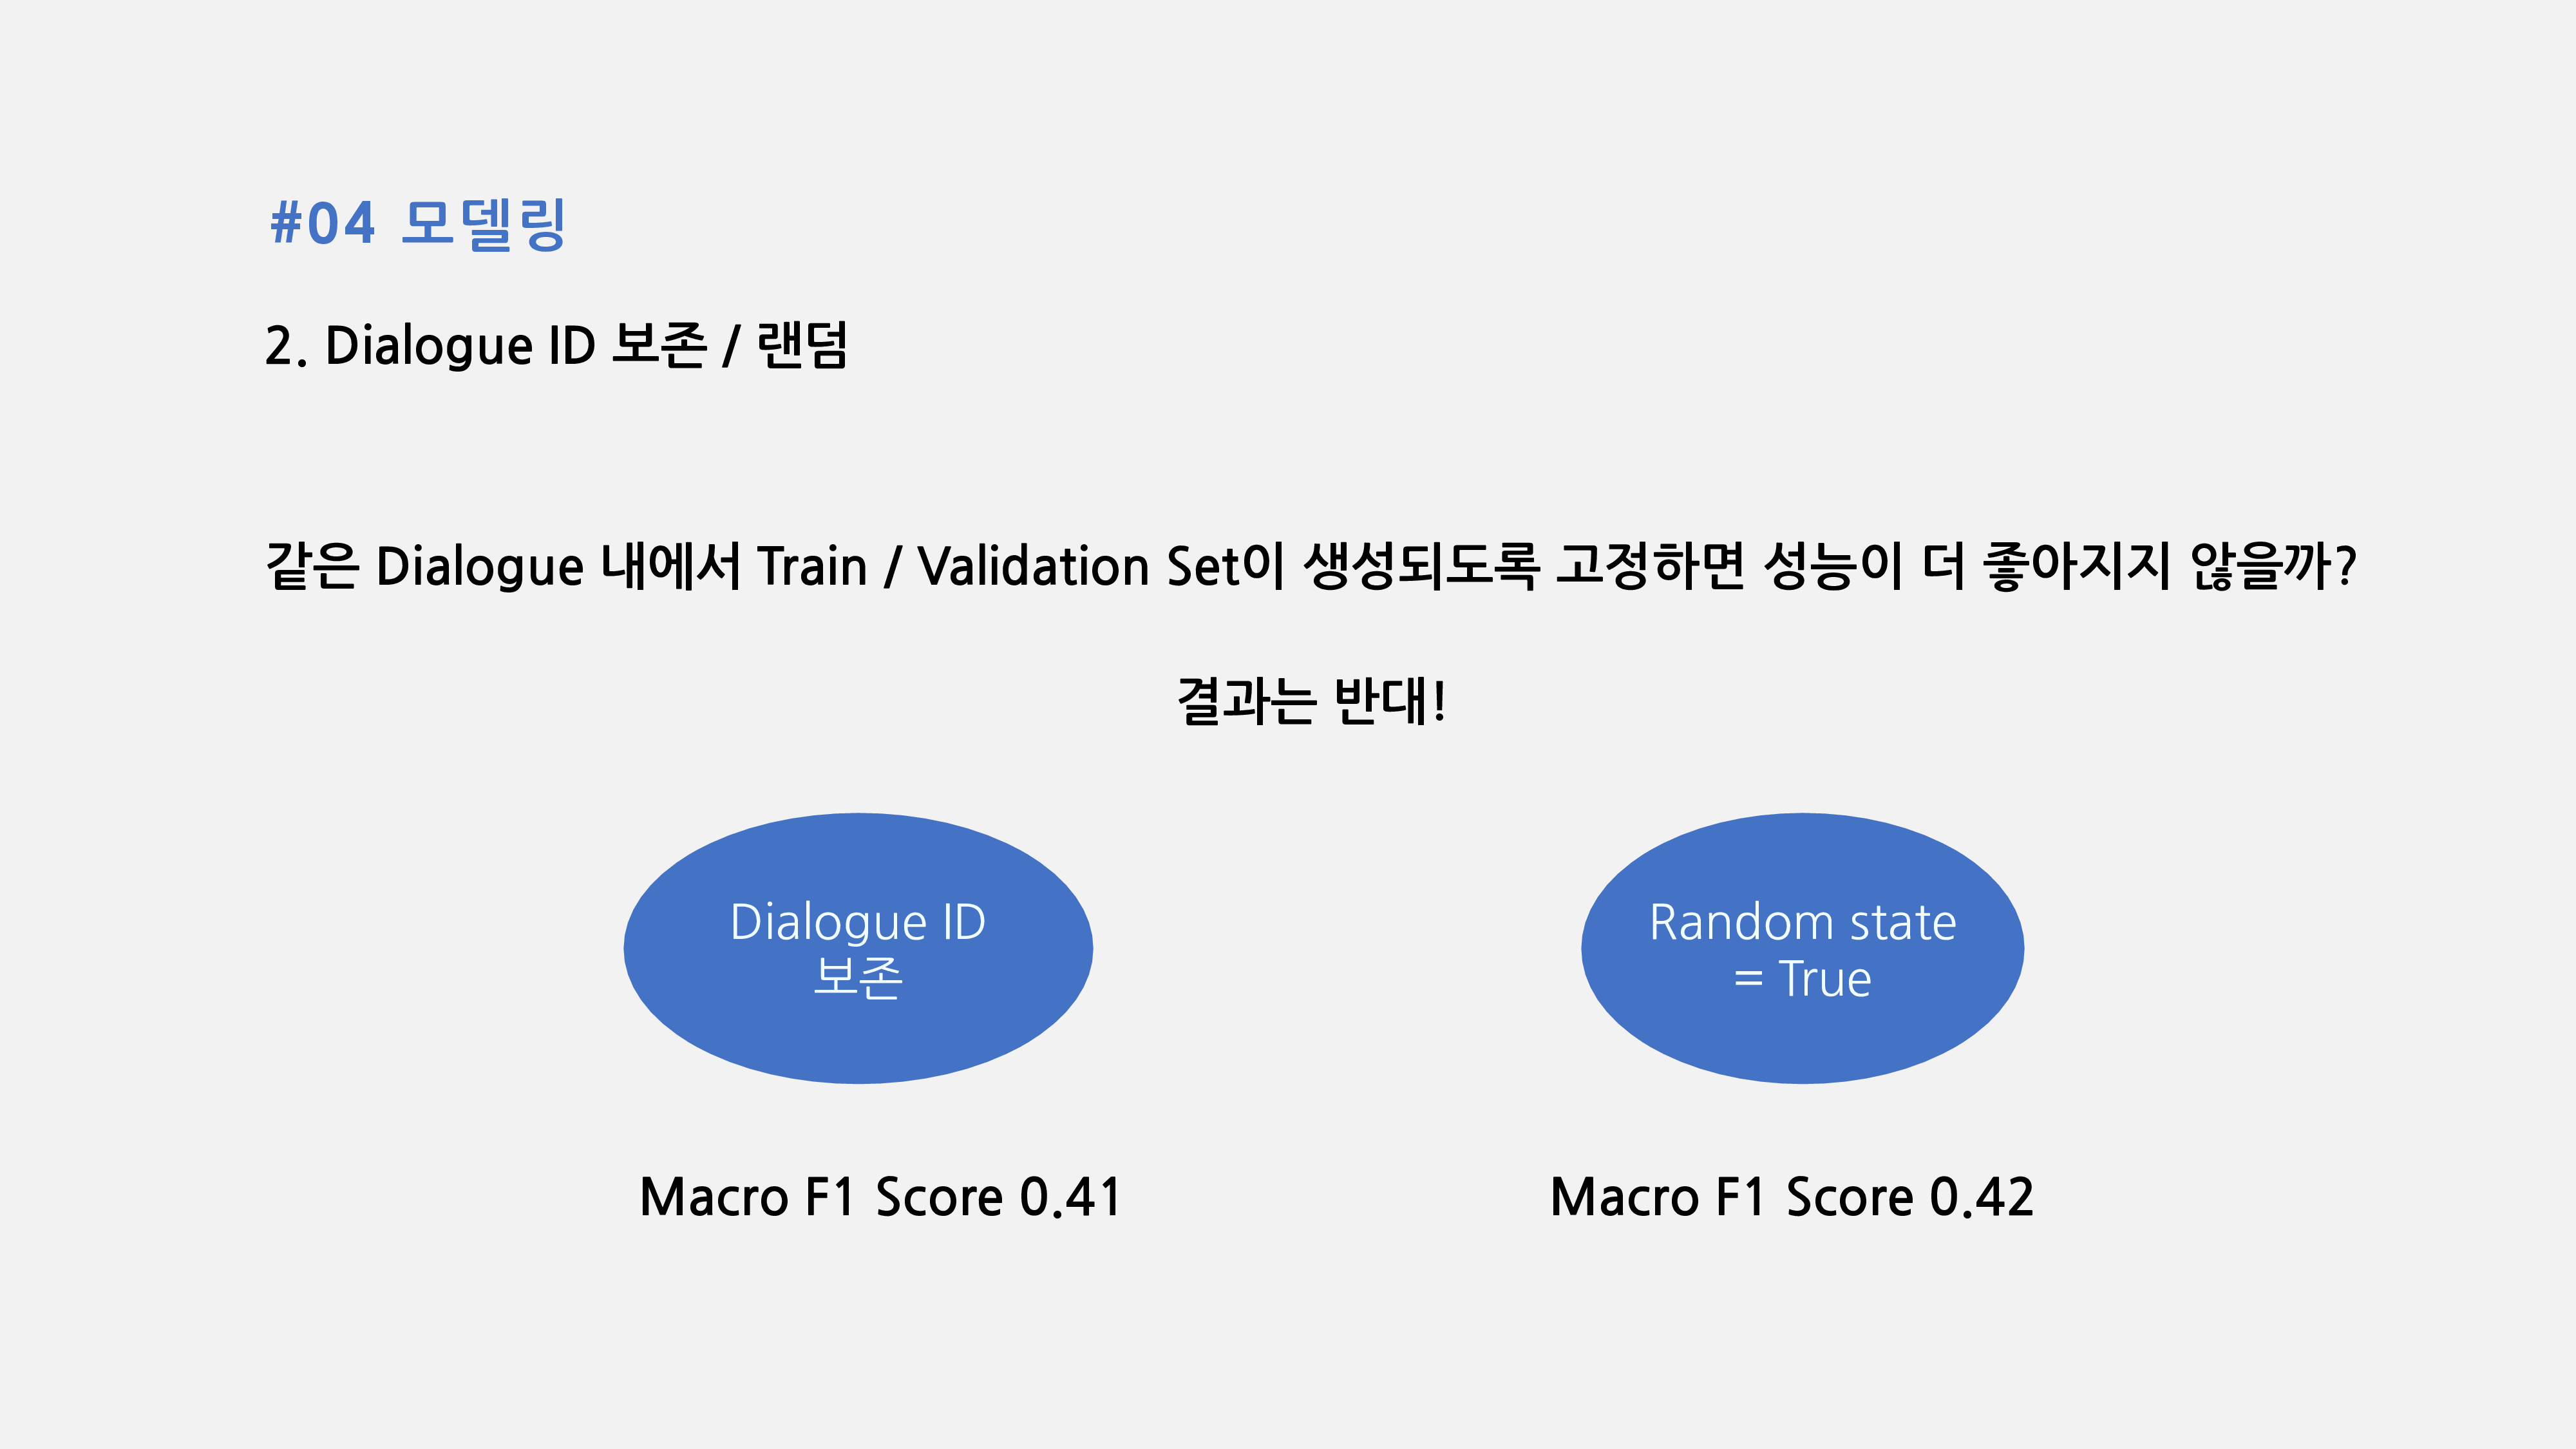 #04 모델링
2. Dialogue ID 보존 / 랜덤
같은 Dialogue 내에서 Train / Validation Set이 생성되도록 고정하면 성능이 더 좋아지지 않을까?
결과는 반대!
Dialogue ID
보존
Random state
= True
Macro F1 Score 0.41
Macro F1 Score 0.42